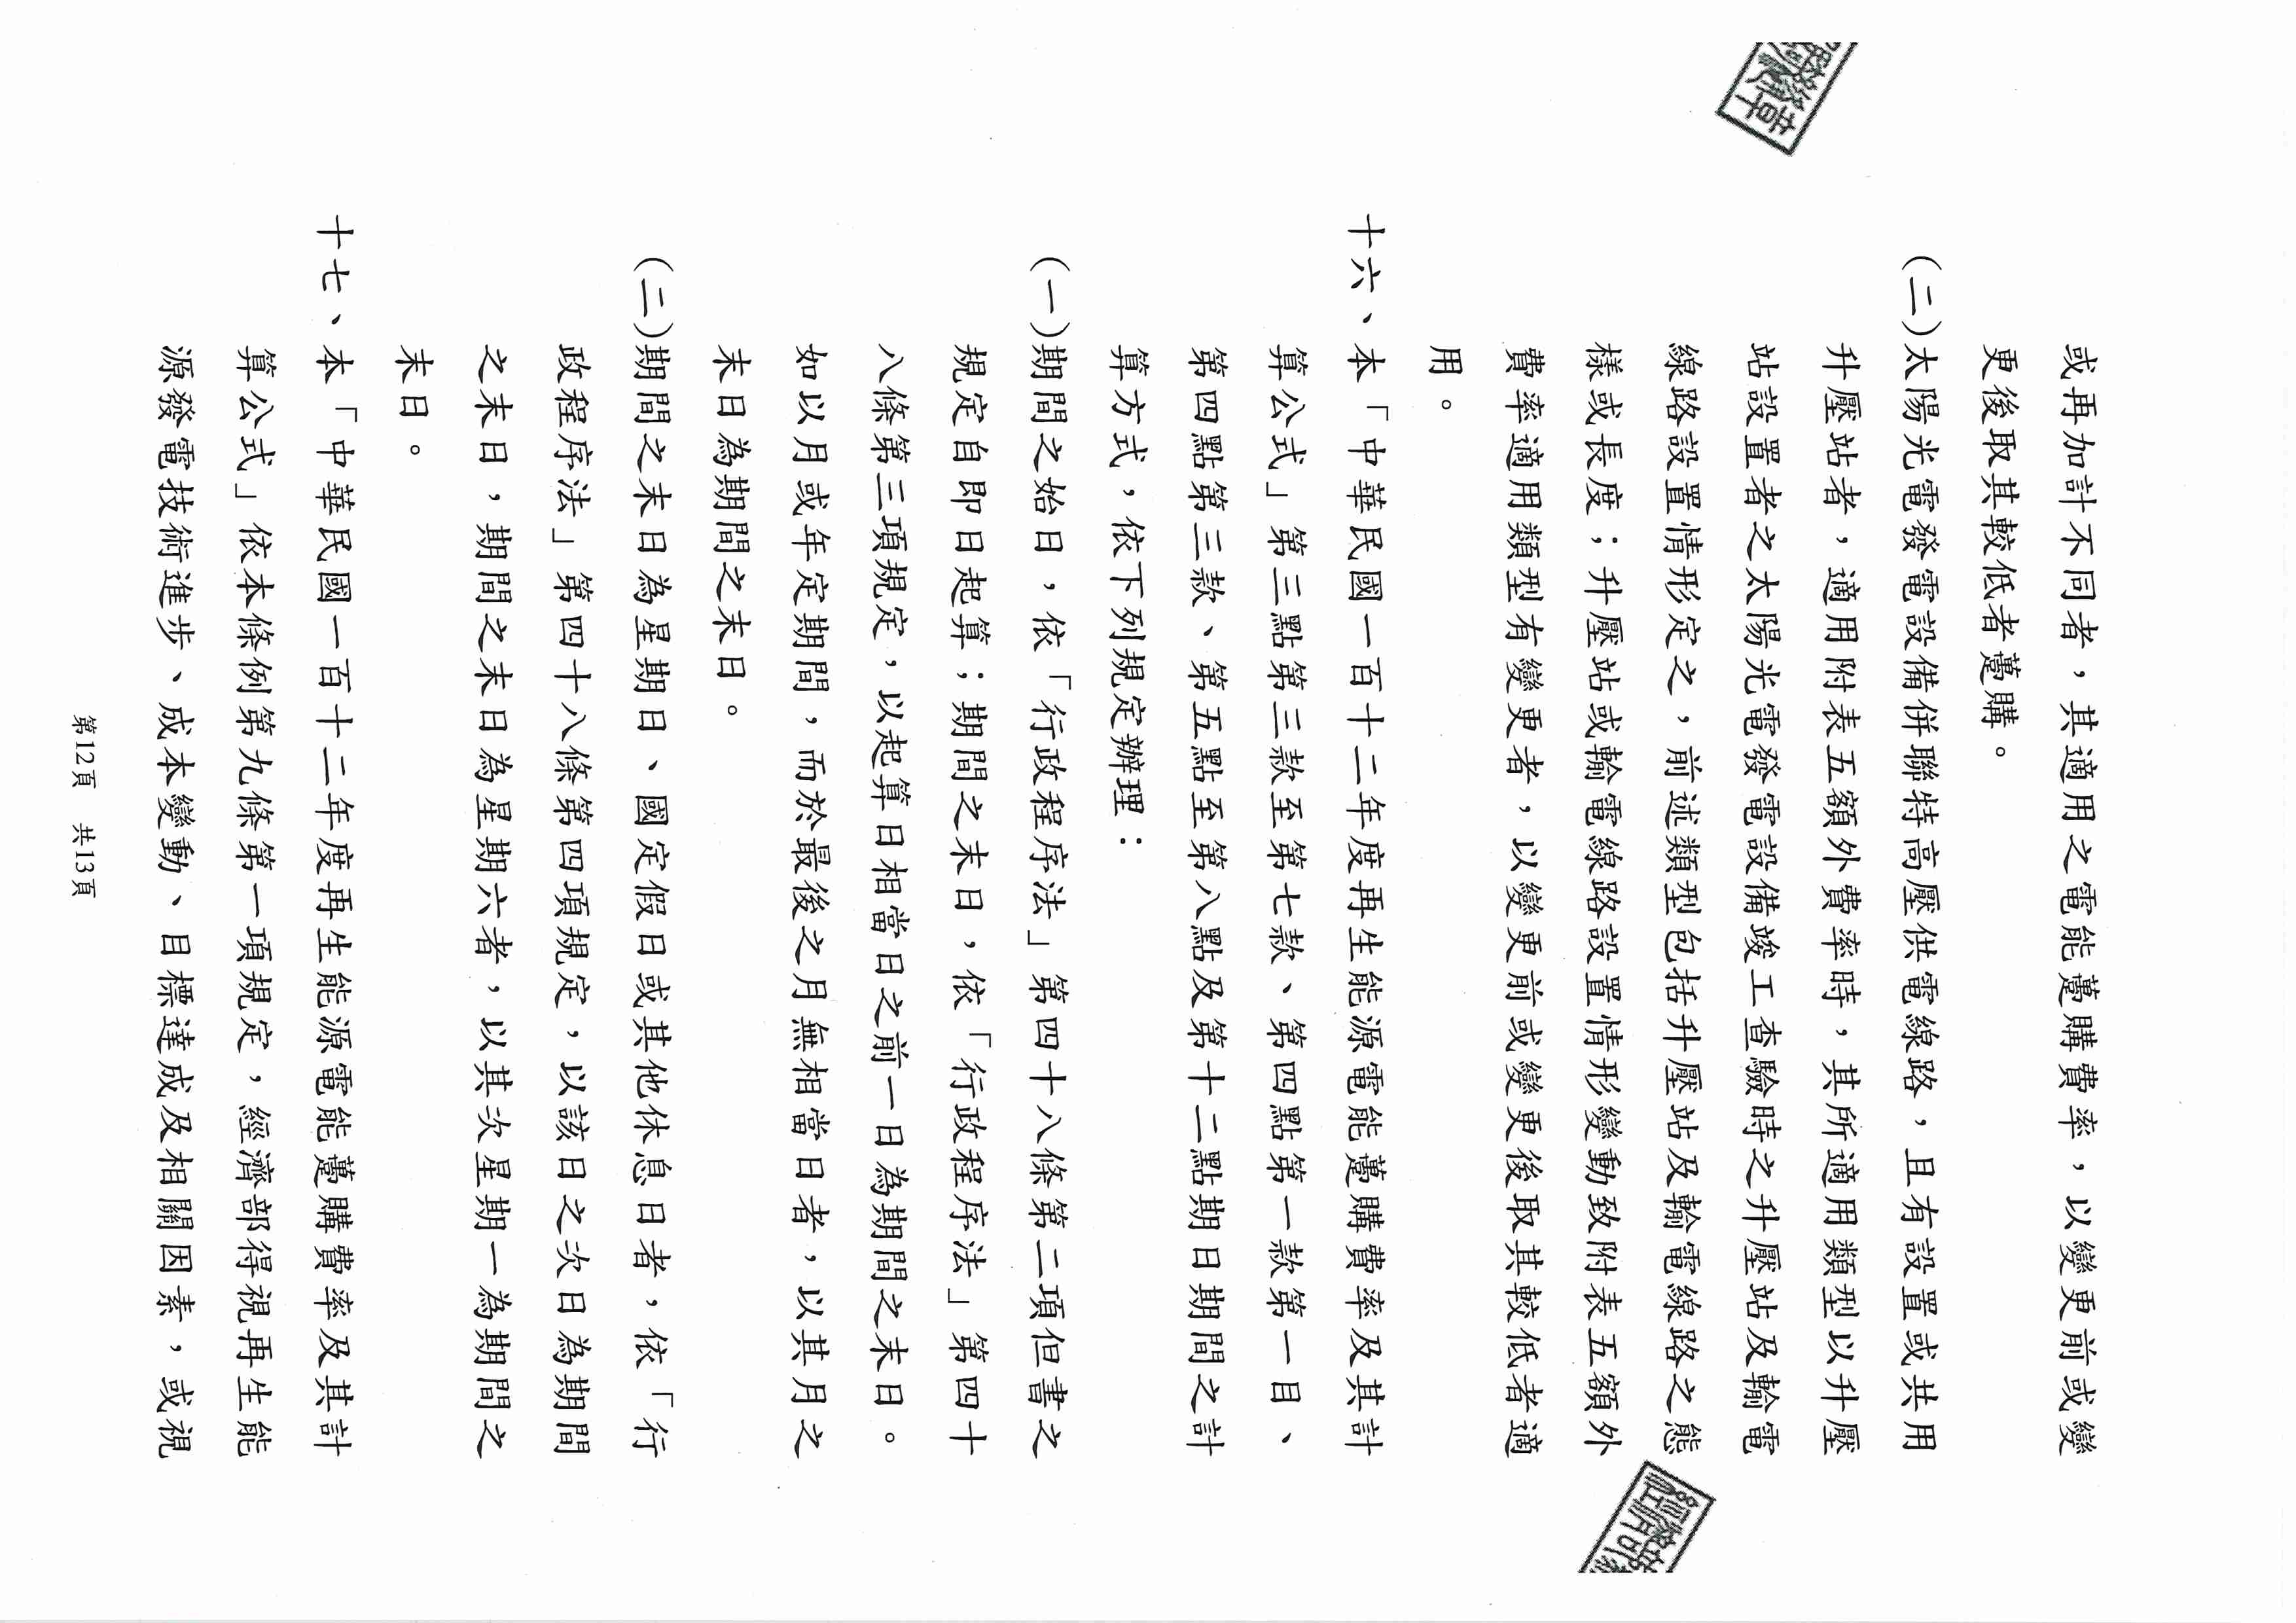 或再加計不同者，其適用之電能躉購費率，以變更前或變
更後取其較低者躉購。
(二)太陽光電發電設備併聯特高壓供電線路，且有設置或共用
升壓站者，適用附表五額外費率時，其所適用類型以升壓
站設置者之太陽光電發電設備竣工查驗時之升壓站及輸電
線路設置情形定之，前述類型包括升壓站及輸電線路之態
樣或長度；升壓站或輸電線路設置情形變動致附表五額外
費率適用類型有變更者，以變更前或變更後取其較低者適
用。
十六、本「中華民國一百十二年度再生能源電能躉購費率及其計
算公式」第三點第三款至第七款、第四點第一款第一目、
第四點第三款、第五點至第八點及第十二點期日期間之計
算方式，依下列規定辦理：
(一)期間之始日，依「行政程序法」第四十八條第二項但書之
規定自即日起算；期間之末日，依「行政程序法」第四十
八條第三項規定，以起算日相當日之前一日為期間之末日。
如以月或年定期間，而於最後之月無相當日者，以其月之
末日為期間之末日。
(二)期間之末日為星期日、國定假日或其他休息日者，依「行
政程序法」第四十八條第四項規定，以該日之次日為期間
之末日，期間之末日為星期六者，以其次星期一為期間之
末日。
十七、本「中華民國一百十二年度再生能源電能躉購費率及其計
算公式」依本條例第九條第一項規定，經濟部得視再生能
源發電技術進步、成本變動、目標達成及相關因素，或視
第12頁 共13頁
騎縫章
經濟部